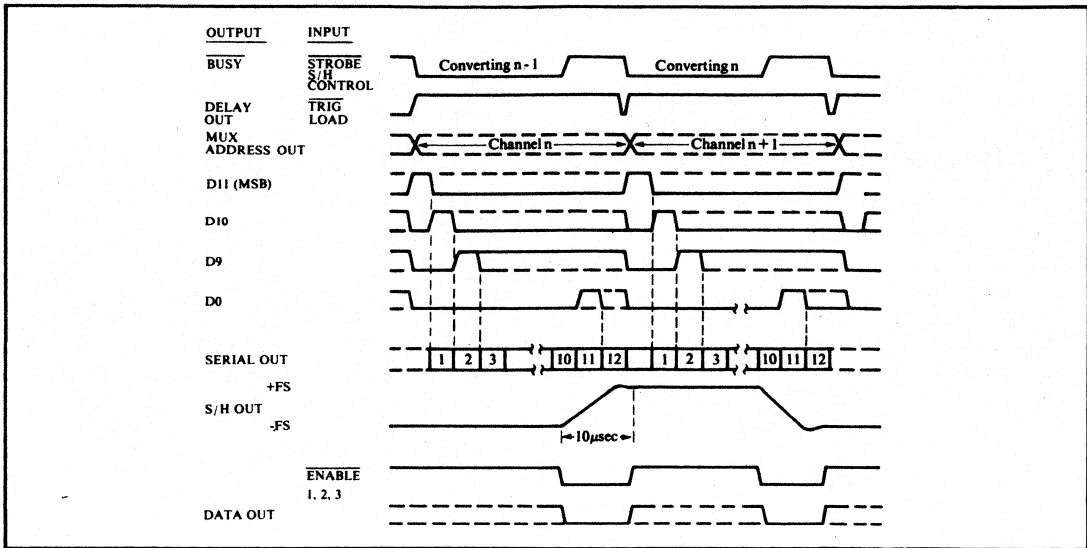 OUTPUT INPUT
BUSY STROBE Converting n-1 Converting n
S/H
CONTROL
DELAY TRIG
OUT LOAD
MUX
ADDRESS OUT Channel n Channel n + 1
D11 (MSB)
D10
D9
D0
SERIAL OUT 1 2 3 10 11 12 1 2 3 10 11 12
+FS
S/H OUT
-FS
10μsec
ENABLE
1, 2, 3
DATA OUT